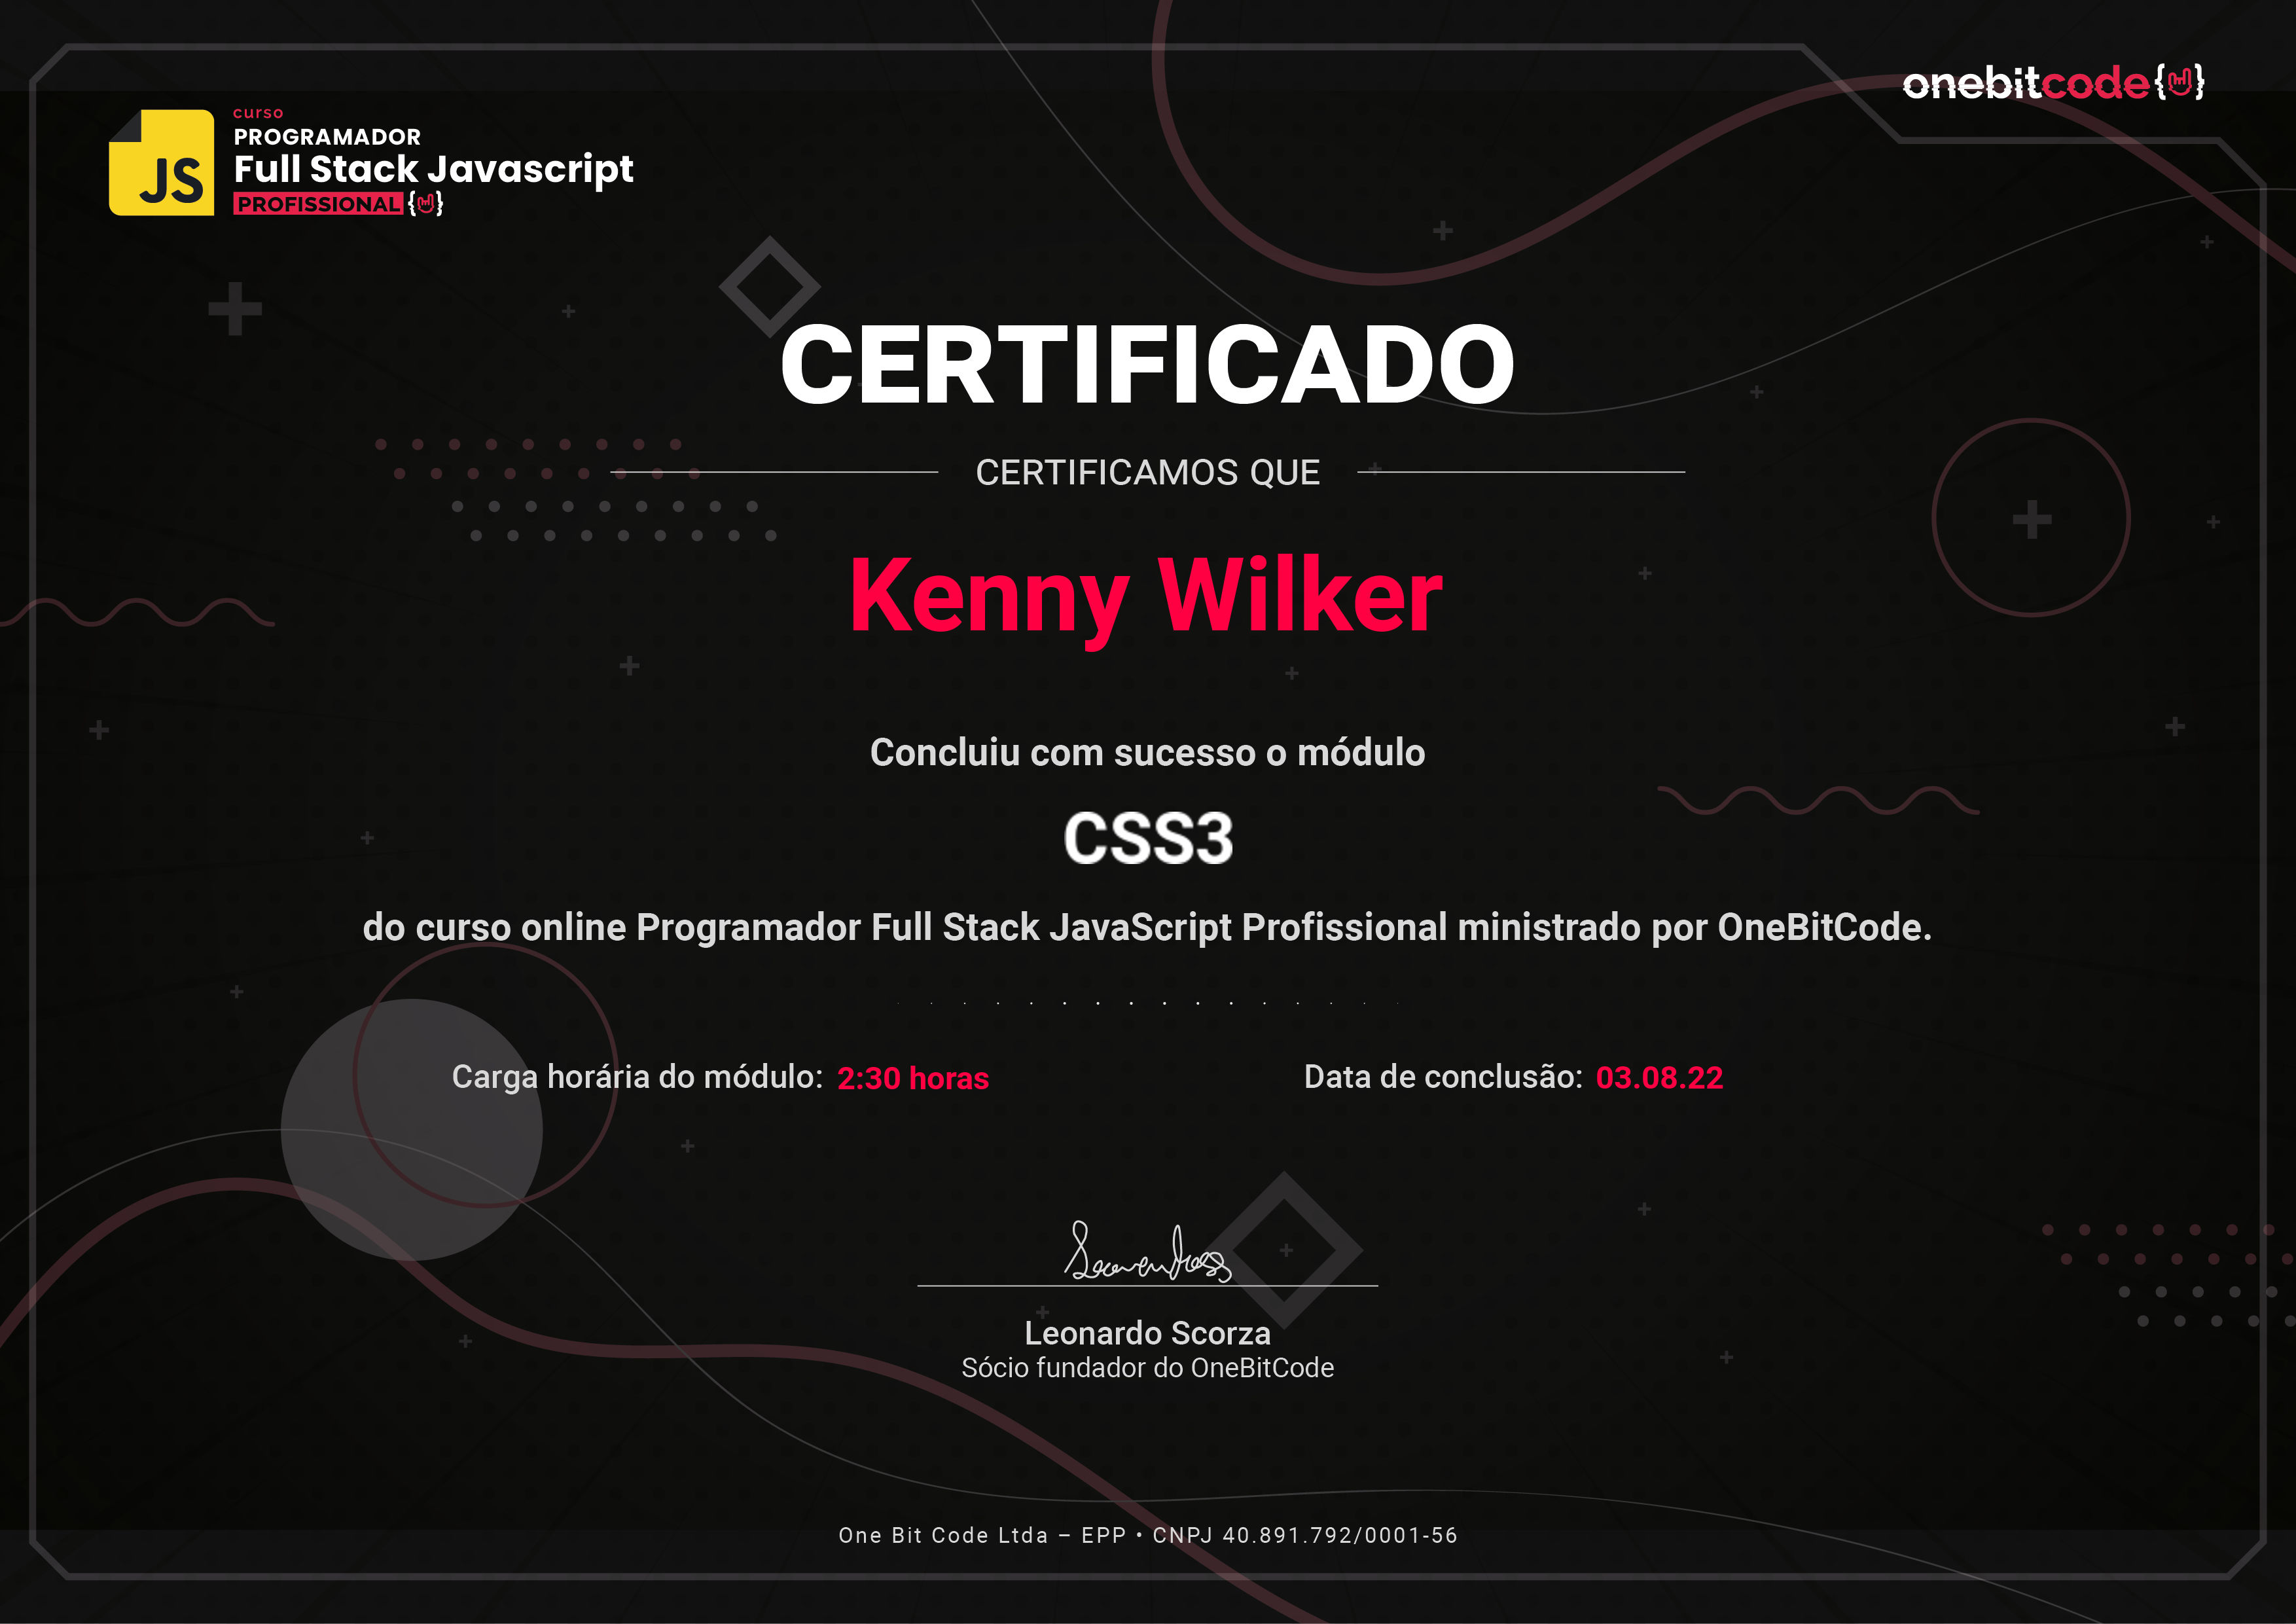 curso
PROGRAMADOR
Full Stack Javascript
PROFISSIONAL
JS
onebitcode
CERTIFICADO
CERTIFICAMOS QUE
Kenny Wilker
Concluiu com sucesso o módulo
CSS3
do curso online Programador Full Stack JavaScript Profissional ministrado por OneBitCode.
Carga horária do módulo: 2:30 horas
Data de conclusão: 03.08.22
Leonardo Scorza
Sócio fundador do OneBitCode
One Bit Code Ltda – EPP • CNPJ 40.891.792/0001-56